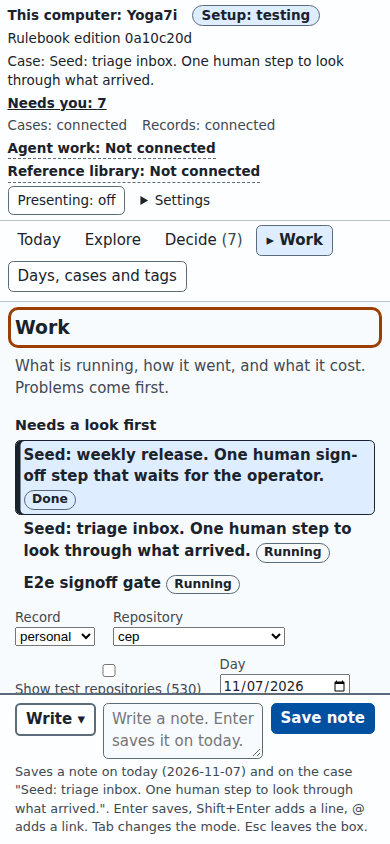 This computer: Yoga7i Setup: testing
Rulebook edition 0a10c20d
Case: Seed: triage inbox. One human step to look
through what arrived.
Needs you: 7
Cases: connected Records: connected
Agent work: Not connected
Reference library: Not connected
Presenting: off ▶ Settings
Today Explore Decide (7) ▸ Work
Days, cases and tags
Work
What is running, how it went, and what it cost.
Problems come first.
Needs a look first
Seed: weekly release. One human sign-
off step that waits for the operator.
Done
Seed: triage inbox. One human step to
look through what arrived. Running
E2e signoff gate Running
Record Repository
personal cep
Day
Show test repositories (530) 11/07/2026
Write ▾ Write a note. Enter Save note
saves it on today.
Saves a note on today (2026-11-07) and on the case
"Seed: triage inbox. One human step to look through
what arrived.". Enter saves, Shift+Enter adds a line, @
adds a link. Tab changes the mode. Esc leaves the box.